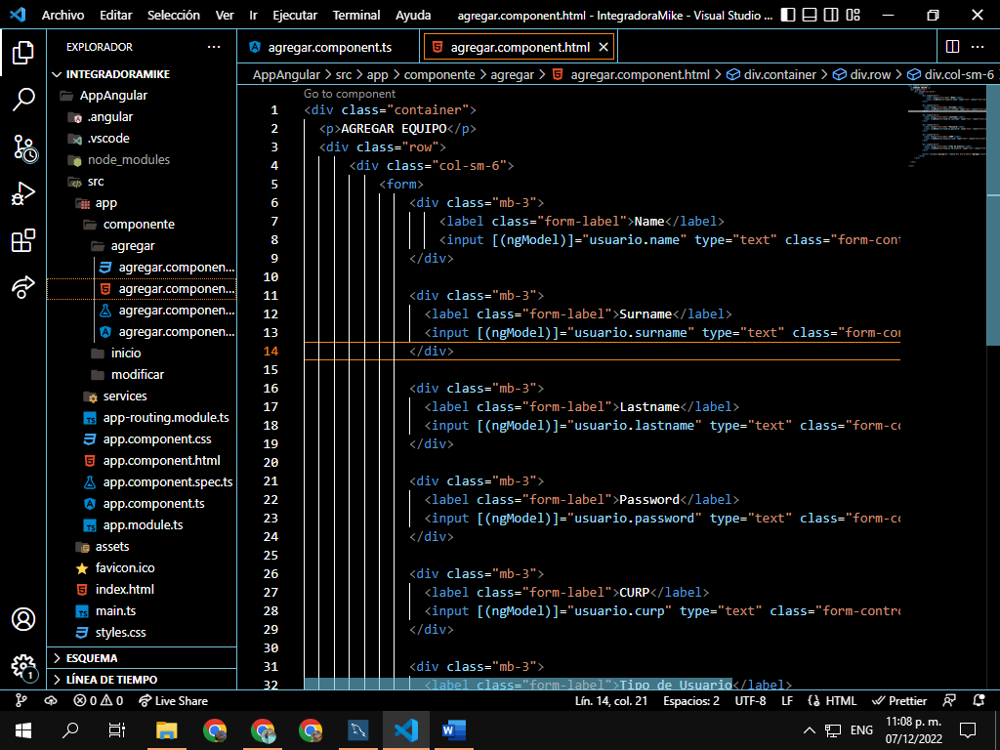 Archivo Editar Selección Ver Ir Ejecutar Terminal Ayuda agregar.component.html - IntegradoraMike - Visual Studio ...
EXPLORADOR ···
INTEGRADORAMIKE
AppAngular
.angular
.vscode
node_modules
src
app
componente
agregar
agregar.componen...
agregar.componen...
agregar.componen...
agregar.componen...
inicio
modificar
services
app-routing.module.ts
app.component.css
app.component.html
app.component.spec.ts
app.component.ts
app.module.ts
assets
favicon.ico
index.html
main.ts
styles.css
ESQUEMA
LÍNEA DE TIEMPO
agregar.component.ts agregar.component.html
AppAngular > src > app > componente > agregar > agregar.component.html > div.container > div.row > div.col-sm-6
Go to component
1 <div class="container">
2 <p>AGREGAR EQUIPO</p>
3 <div class="row">
4 <div class="col-sm-6">
5 <form>
6 <div class="mb-3">
7 <label class="form-label">Name</label>
8 <input [(ngModel)]="usuario.name" type="text" class="form-cont
9 </div>
10
11 <div class="mb-3">
12 <label class="form-label">Surname</label>
13 <input [(ngModel)]="usuario.surname" type="text" class="form-con
14 </div>
15
16 <div class="mb-3">
17 <label class="form-label">Lastname</label>
18 <input [(ngModel)]="usuario.lastname" type="text" class="form-co
19 </div>
20
21 <div class="mb-3">
22 <label class="form-label">Password</label>
23 <input [(ngModel)]="usuario.password" type="text" class="form-co
24 </div>
25
26 <div class="mb-3">
27 <label class="form-label">CURP</label>
28 <input [(ngModel)]="usuario.curp" type="text" class="form-contro
29 </div>
30
31 <div class="mb-3">
32 <label class="form-label">Tipo de Usuario</label>
1
0 0 Live Share Lín. 14, col. 21 Espacios: 2 UTF-8 LF HTML Prettier
ENG 11:08 p. m.
07/12/2022